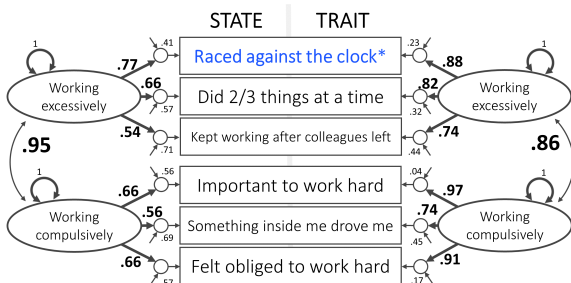 STATE TRAIT
1 .41 Raced against the clock* .23 1
.77 .88
Working excessively .66 .57 Did 2/3 things at a time .32 .82 Working excessively
.54 .74
.71 Kept working after colleagues left .44
.95 .86
1 .56 Important to work hard .04 1
.66 .97
Working compulsively .56 .69 Something inside me drove me .45 .74 Working compulsively
.66 .91
.57 Felt obliged to work hard .17